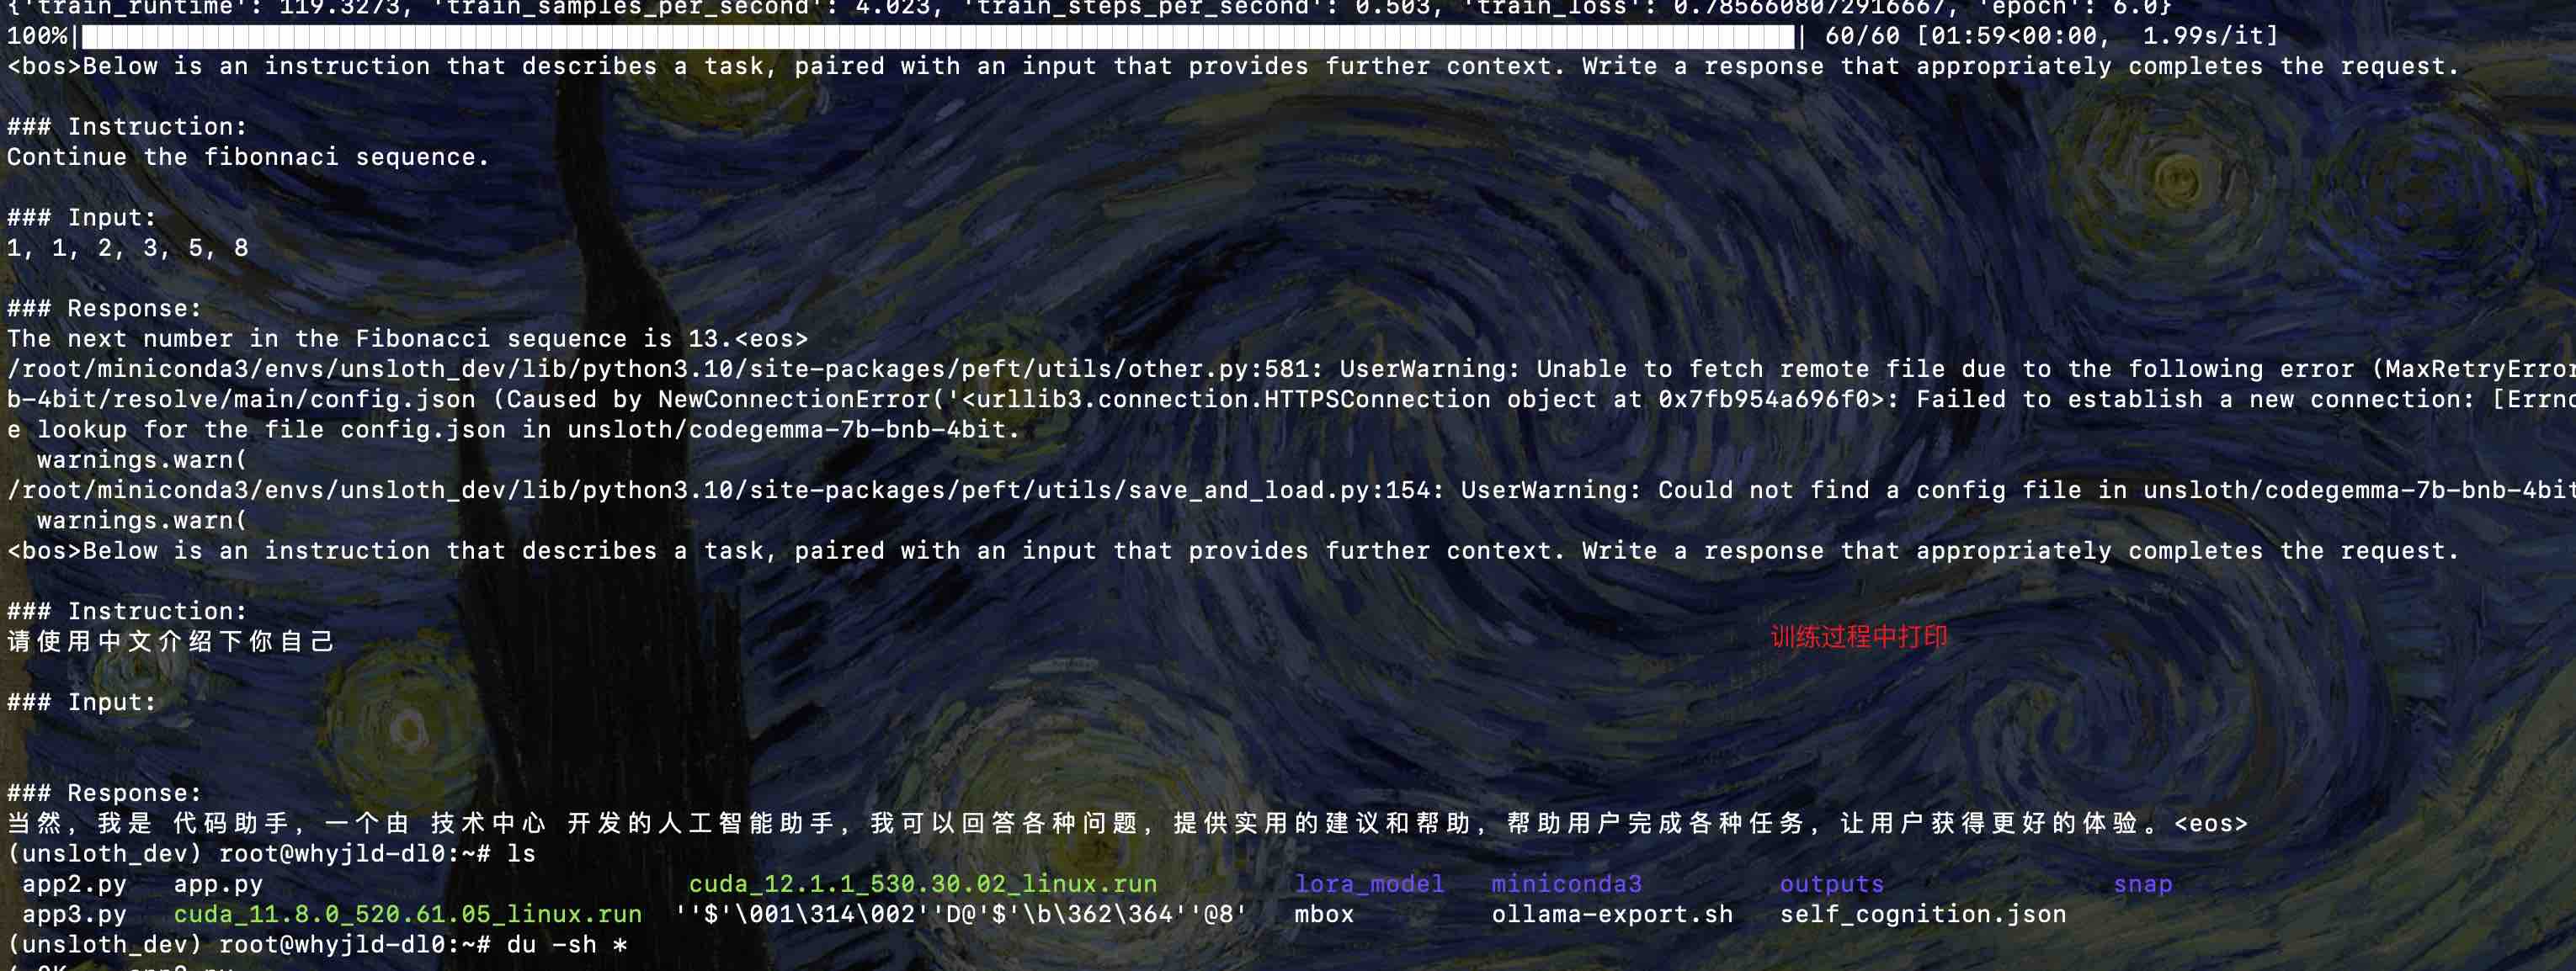 {'train_runtime': 119.3273, 'train_samples_per_second': 4.023, 'train_steps_per_second': 0.503, 'train_loss': 0.7856608072916667, 'epoch': 6.0}
100%| | 60/60 [01:59<00:00,  1.99s/it]
<bos>Below is an instruction that describes a task, paired with an input that provides further context. Write a response that appropriately completes the request.
### Instruction:
Continue the fibonnaci sequence.
### Input:
1, 1, 2, 3, 5, 8
### Response:
The next number in the Fibonacci sequence is 13.<eos>
/root/miniconda3/envs/unsloth_dev/lib/python3.10/site-packages/peft/utils/other.py:581: UserWarning: Unable to fetch remote file due to the following error (MaxRetryError
b-4bit/resolve/main/config.json (Caused by NewConnectionError('<urllib3.connection.HTTPSConnection object at 0x7fb954a696f0>: Failed to establish a new connection: [Errno
e lookup for the file config.json in unsloth/codegemma-7b-bnb-4bit.
  warnings.warn(
/root/miniconda3/envs/unsloth_dev/lib/python3.10/site-packages/peft/utils/save_and_load.py:154: UserWarning: Could not find a config file in unsloth/codegemma-7b-bnb-4bit
  warnings.warn(
<bos>Below is an instruction that describes a task, paired with an input that provides further context. Write a response that appropriately completes the request.
### Instruction:
请使用中文介绍下你自己
训练过程中打印
### Input:
### Response:
当然，我是 代码助手，一个由 技术中心 开发的人工智能助手，我可以回答各种问题，提供实用的建议和帮助，帮助用户完成各种任务，让用户获得更好的体验。<eos>
(unsloth_dev) root@whyjld-dl0:~# ls
 app2.py   app.py   cuda_12.1.1_530.30.02_linux.run   lora_model   miniconda3   outputs   snap
 app3.py   cuda_11.8.0_520.61.05_linux.run  ''$'\001\314\002''D@'$'\b\362\364''@8'   mbox   ollama-export.sh   self_cognition.json
(unsloth_dev) root@whyjld-dl0:~# du -sh *